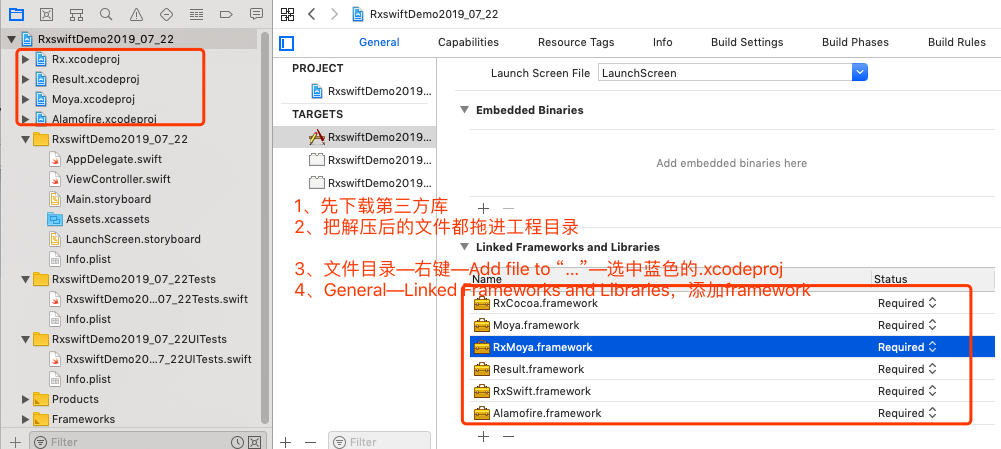 RxswiftDemo2019_07_22
RxswiftDemo2019_07_22
Rx.xcodeproj
Result.xcodeproj
Moya.xcodeproj
Alamofire.xcodeproj
RxswiftDemo2019_07_22
AppDelegate.swift
ViewController.swift
Main.storyboard
Assets.xcassets
LaunchScreen.storyboard
Info.plist
RxswiftDemo2019_07_22Tests
RxswiftDemo20...07_22Tests.swift
Info.plist
RxswiftDemo2019_07_22UITests
RxswiftDemo20...7_22UITests.swift
Info.plist
Products
Frameworks
Filter
General
Capabilities
Resource Tags
Info
Build Settings
Build Phases
Build Rules
PROJECT
RxswiftDemo2019...
TARGETS
RxswiftDemo2019...
RxswiftDemo2019...
RxswiftDemo2019...
Filter
Launch Screen File
LaunchScreen
Embedded Binaries
Add embedded binaries here
1、先下载第三方库
2、把解压后的文件都拖进工程目录
3、文件目录—右键—Add file to “...”—选中蓝色的.xcodeproj
4、General—Linked Frameworks and Libraries，添加framework
Linked Frameworks and Libraries
Name Status
RxCocoa.framework Required
Moya.framework Required
RxMoya.framework Required
Result.framework Required
RxSwift.framework Required
Alamofire.framework Required